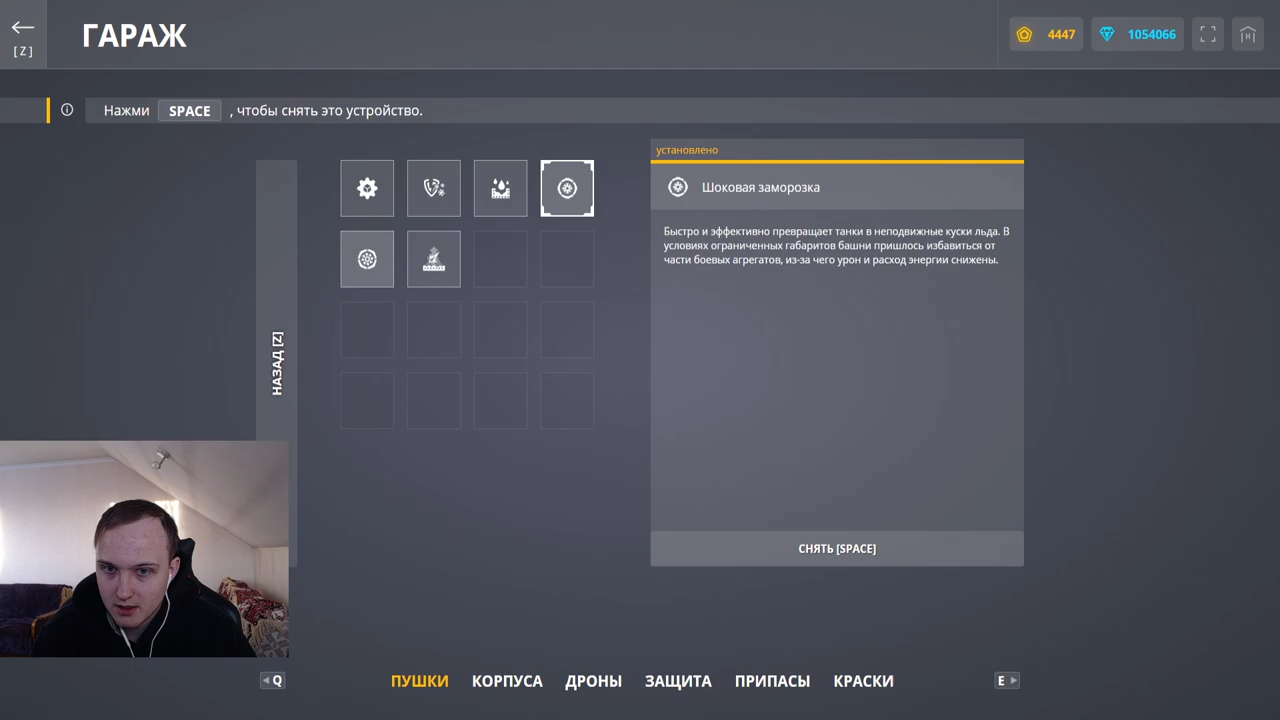 [Z]
ГАРАЖ
4447
1054066
Нажми SPACE , чтобы снять это устройство.
установлено
Шоковая заморозка
Быстро и эффективно превращает танки в неподвижные куски льда. В
условиях ограниченных габаритов башни пришлось избавиться от
части боевых агрегатов, из-за чего урон и расход энергии снижены.
НАЗАД [Z]
СНЯТЬ [SPACE]
Q
ПУШКИ КОРПУСА ДРОНЫ ЗАЩИТА ПРИПАСЫ КРАСКИ
E